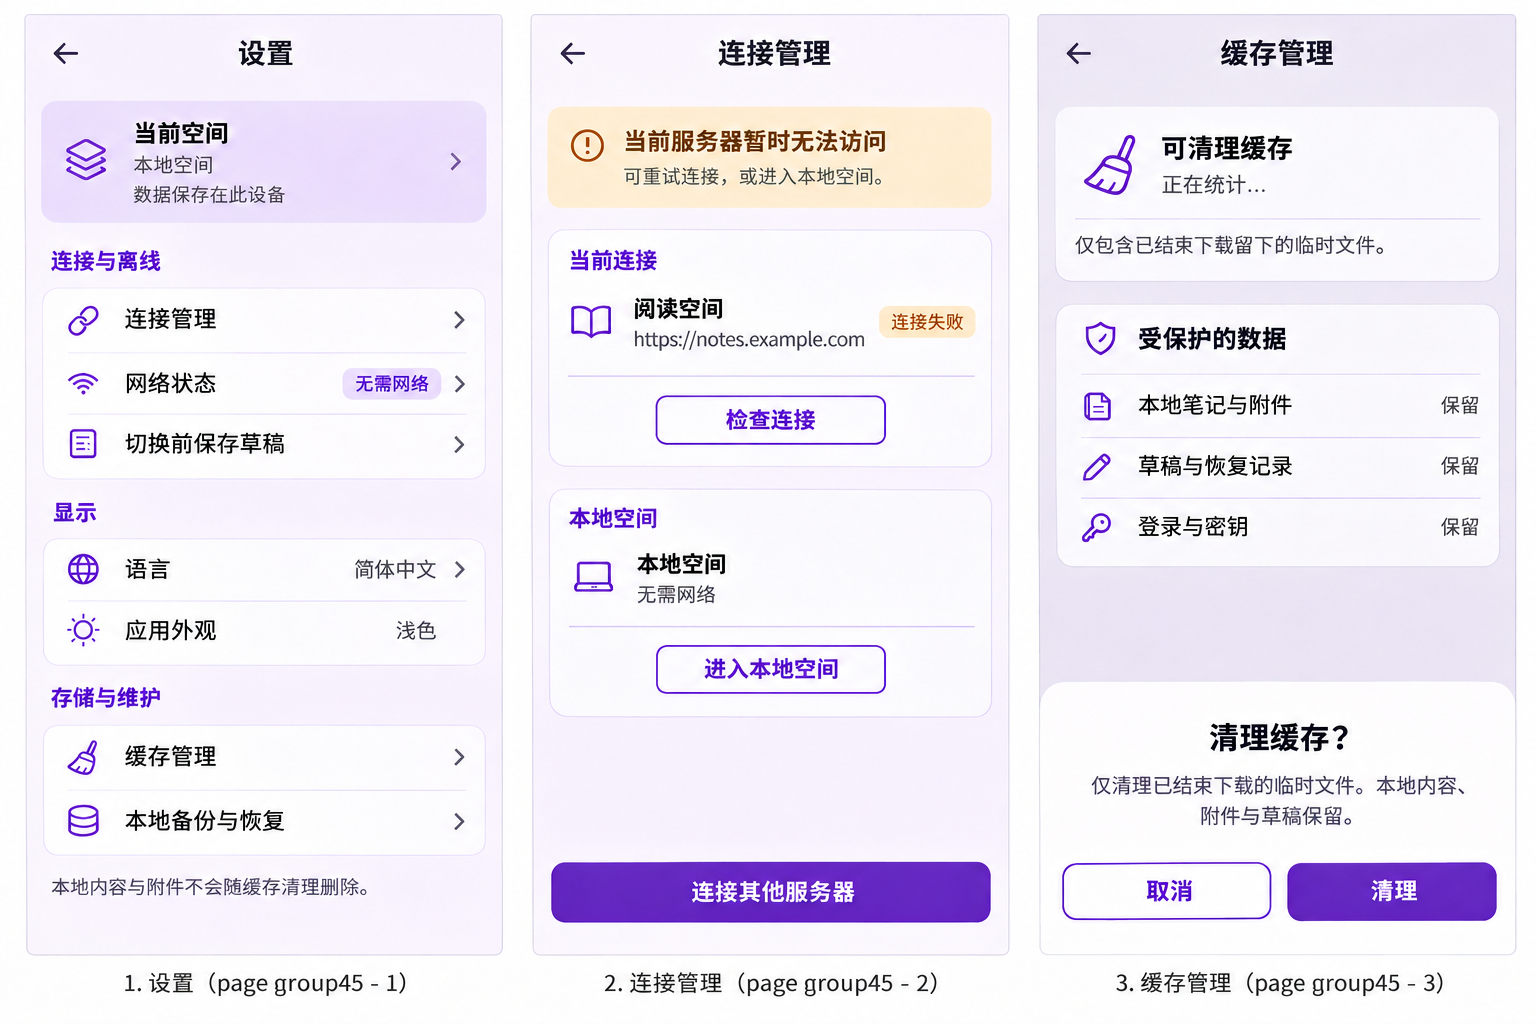 设置
当前空间
本地空间
数据保存在此设备
连接与离线
连接管理
网络状态
无需网络
切换前保存草稿
显示
语言
简体中文
应用外观
浅色
存储与维护
缓存管理
本地备份与恢复
本地内容与附件不会随缓存清理删除。
1. 设置（page group45 - 1）
连接管理
当前服务器暂时无法访问
可重试连接，或进入本地空间。
当前连接
阅读空间
https://notes.example.com
连接失败
检查连接
本地空间
本地空间
无需网络
进入本地空间
连接其他服务器
2. 连接管理（page group45 - 2）
缓存管理
可清理缓存
正在统计...
仅包含已结束下载留下的临时文件。
受保护的数据
本地笔记与附件
保留
草稿与恢复记录
保留
登录与密钥
保留
清理缓存？
仅清理已结束下载的临时文件。本地内容、
附件与草稿保留。
取消
清理
3. 缓存管理（page group45 - 3）